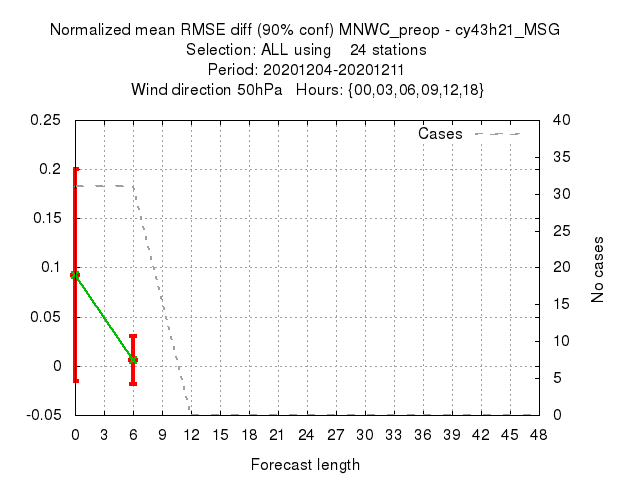 Normalized mean RMSE diff (90% conf) MNWC_preop - cy43h21_MSG
Selection: ALL using 24 stations
Period: 20201204-20201211
Wind direction 50hPa Hours: {00,03,06,09,12,18}
Cases
0.25
0.2
0.15
0.1
0.05
0
-0.05
40
35
30
25
20
15
10
5
0
No cases
0 3 6 9 12 15 18 21 24 27 30 33 36 39 42 45 48
Forecast length